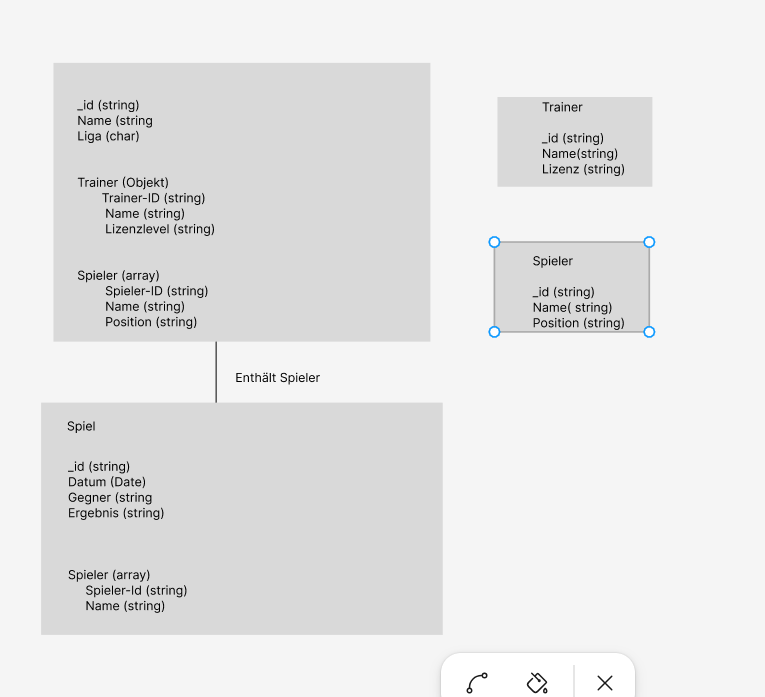 _id (string)
Name (string
Liga (char)
Trainer (Objekt)
Trainer-ID (string)
Name (string)
Lizenzlevel (string)
Spieler (array)
Spieler-ID (string)
Name (string)
Position (string)
Enthält Spieler
Spiel
_id (string)
Datum (Date)
Gegner (string
Ergebnis (string)
Spieler (array)
Spieler-Id (string)
Name (string)
Trainer
_id (string)
Name(string)
Lizenz (string)
Spieler
_id (string)
Name( string)
Position (string)